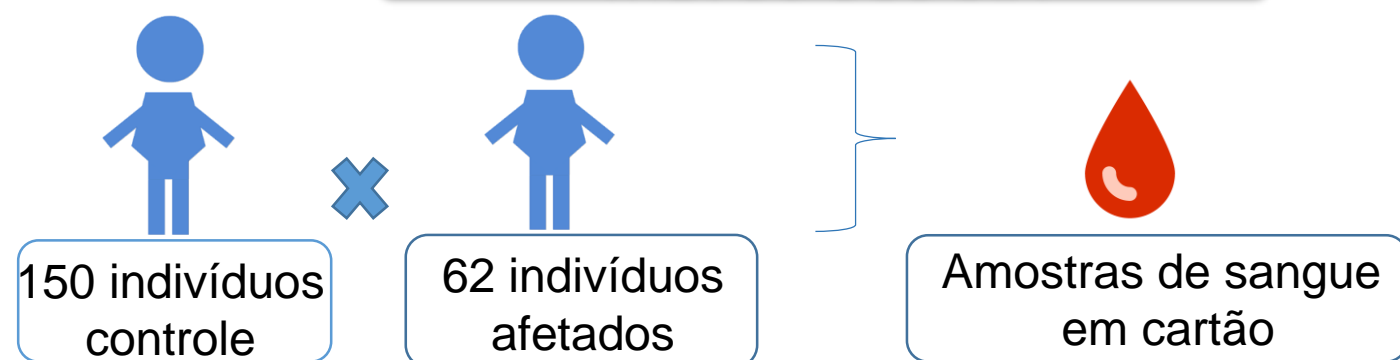 150 indivíduos
controle
62 indivíduos
afetados
Amostras de sangue
em cartão